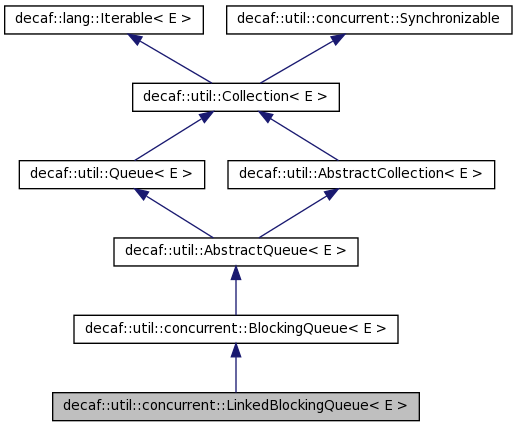 decaf::lang::Iterable< E >
decaf::util::concurrent::Synchronizable
decaf::util::Collection< E >
decaf::util::Queue< E >
decaf::util::AbstractCollection< E >
decaf::util::AbstractQueue< E >
decaf::util::concurrent::BlockingQueue< E >
decaf::util::concurrent::LinkedBlockingQueue< E >